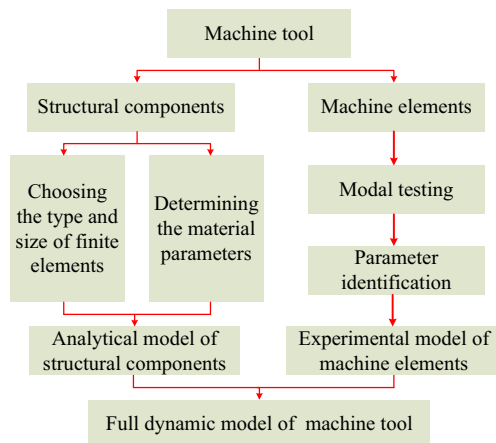 Machine tool
Structural components
Machine elements
Choosing
the type and
size of finite
elements
Determining
the material
parameters
Modal testing
Parameter
identification
Analytical model of
structural components
Experimental model of
machine elements
Full dynamic model of machine tool